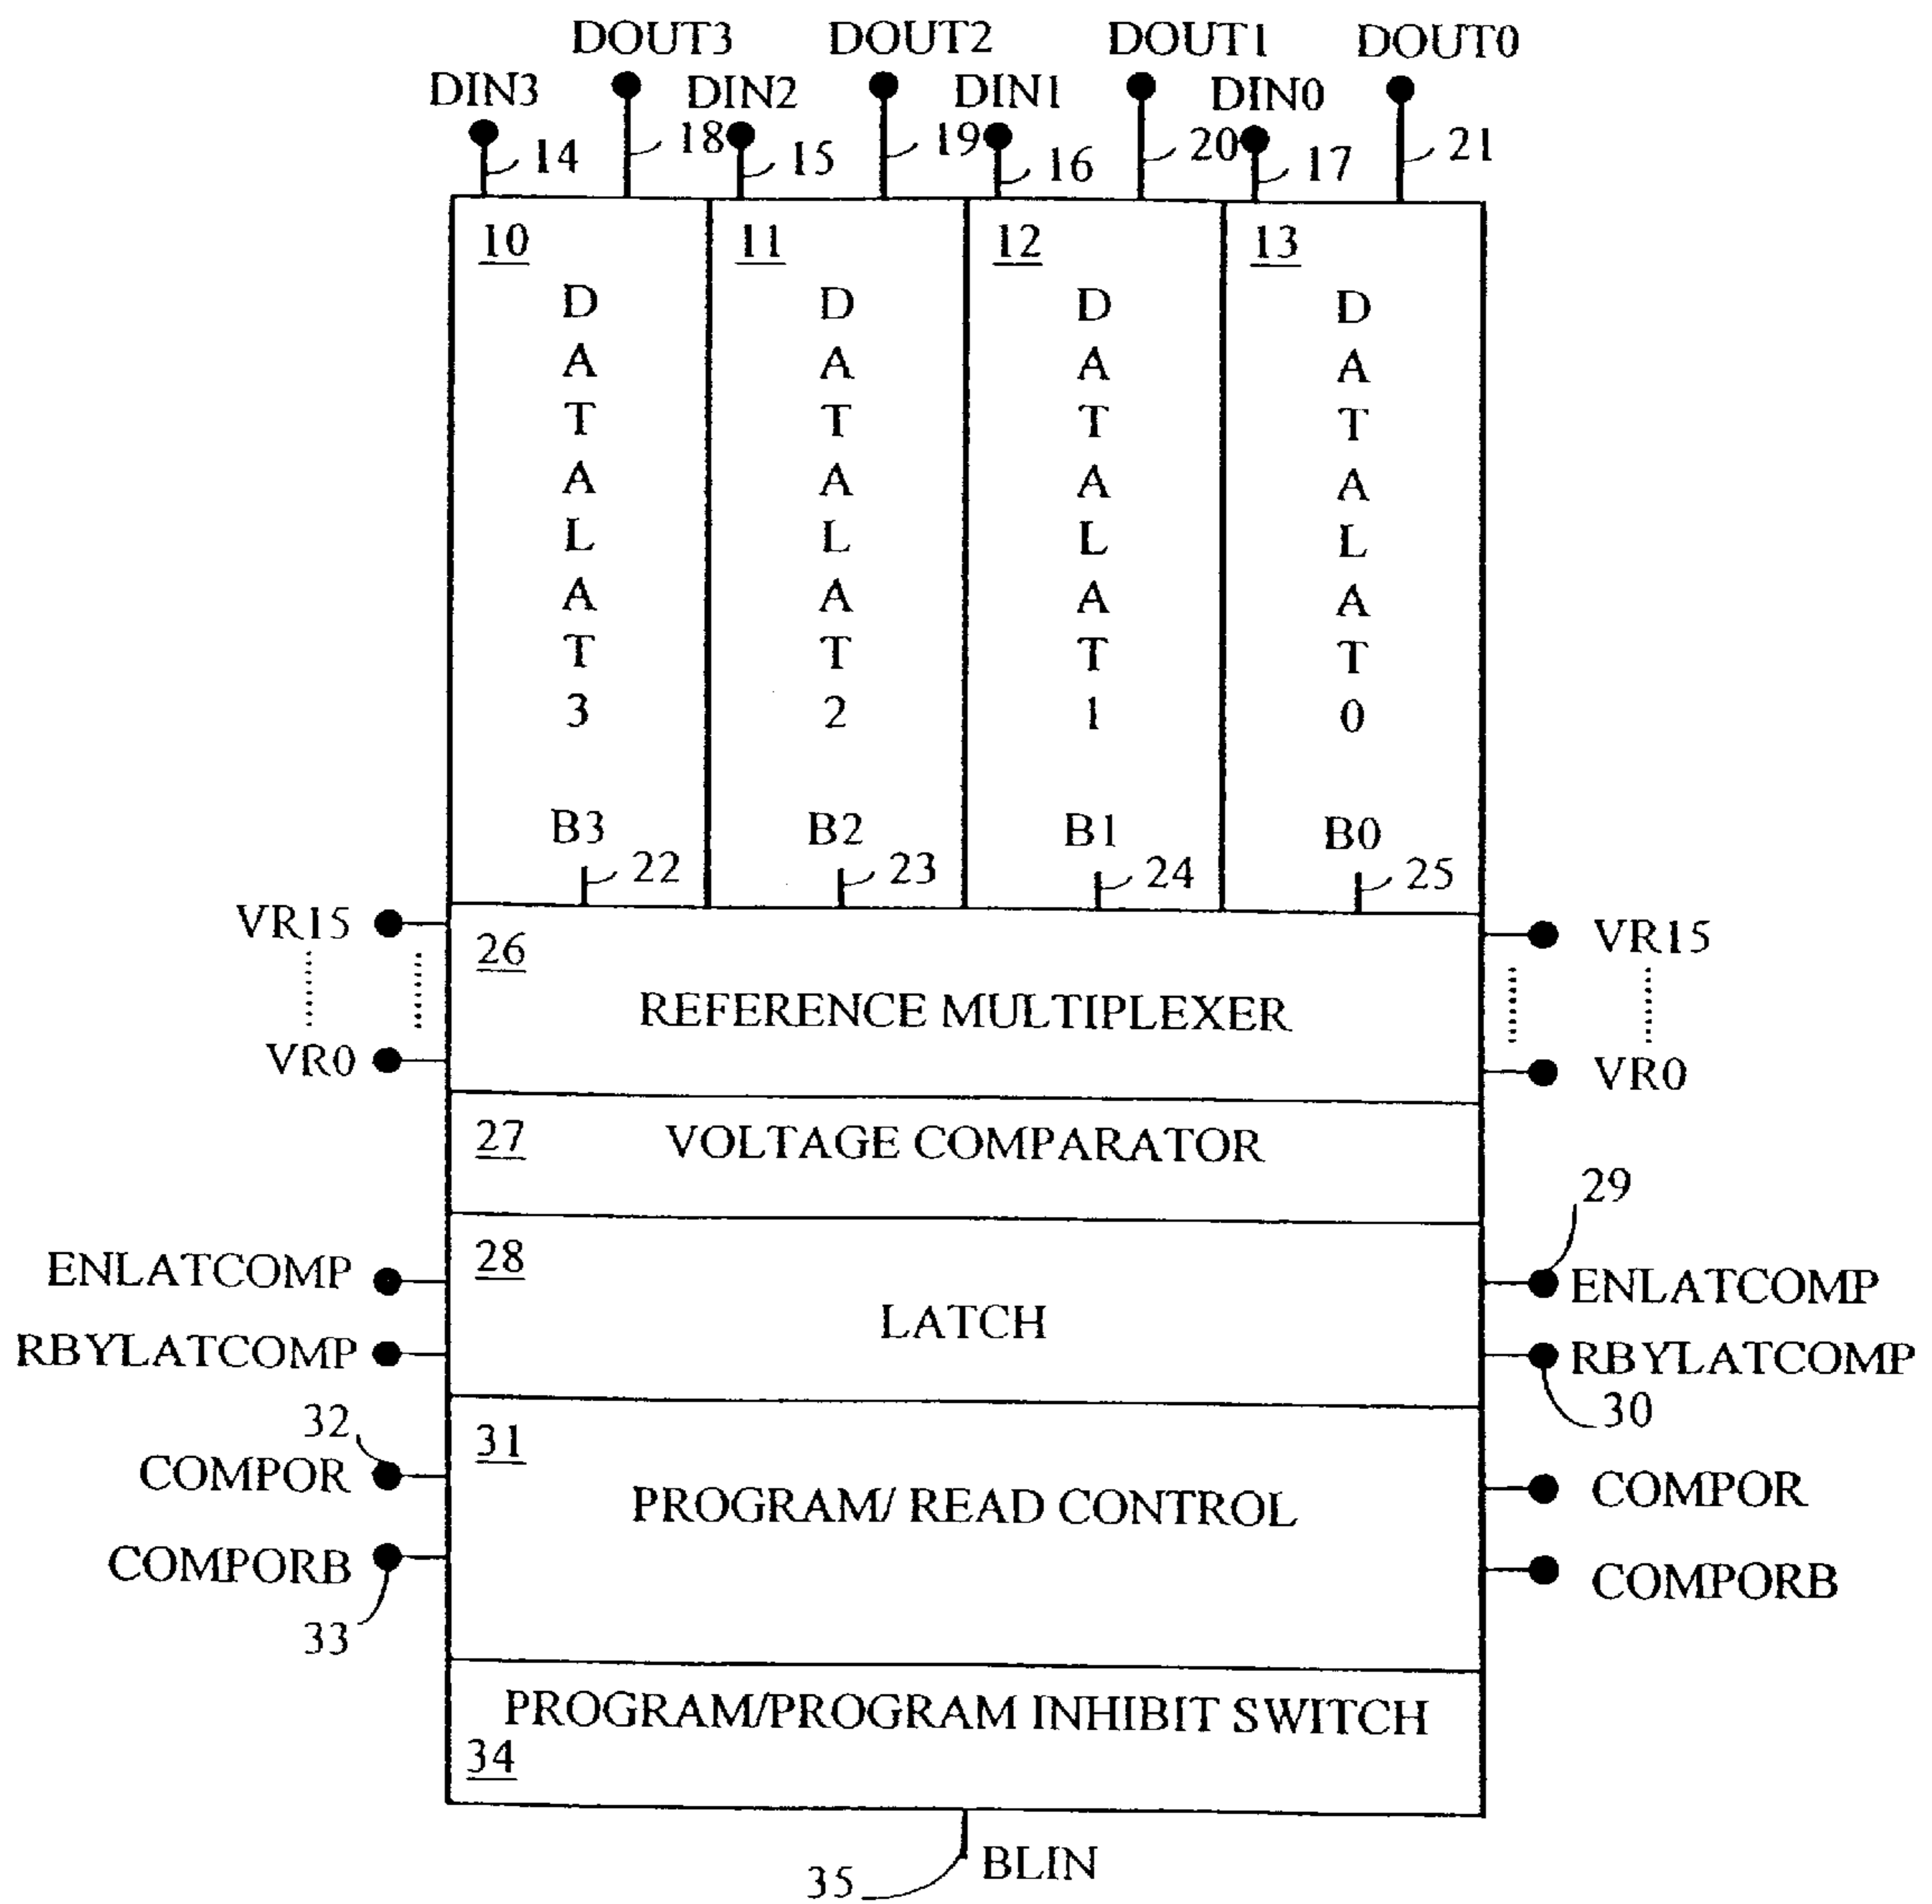 DOUT3 DOUT2 DOUT1 DOUT0
DIN3 DIN2 DIN1 DIN0
14 18 15 19 16 20 17 21
10 11 12 13
DATALAT3
DATALAT2
DATALAT1
DATALAT0
B3 B2 B1 B0
22 23 24 25
VR15 26 VR15
REFERENCE MULTIPLEXER
VR0 VR0
27 VOLTAGE COMPARATOR
29
ENLATCOMP 28 ENLATCOMP
LATCH
RBYLATCOMP RBYLATCOMP
32 31 30
COMPOR COMPOR
PROGRAM/ READ CONTROL
COMPORB COMPORB
33
PROGRAM/PROGRAM INHIBIT SWITCH
34
35 BLIN